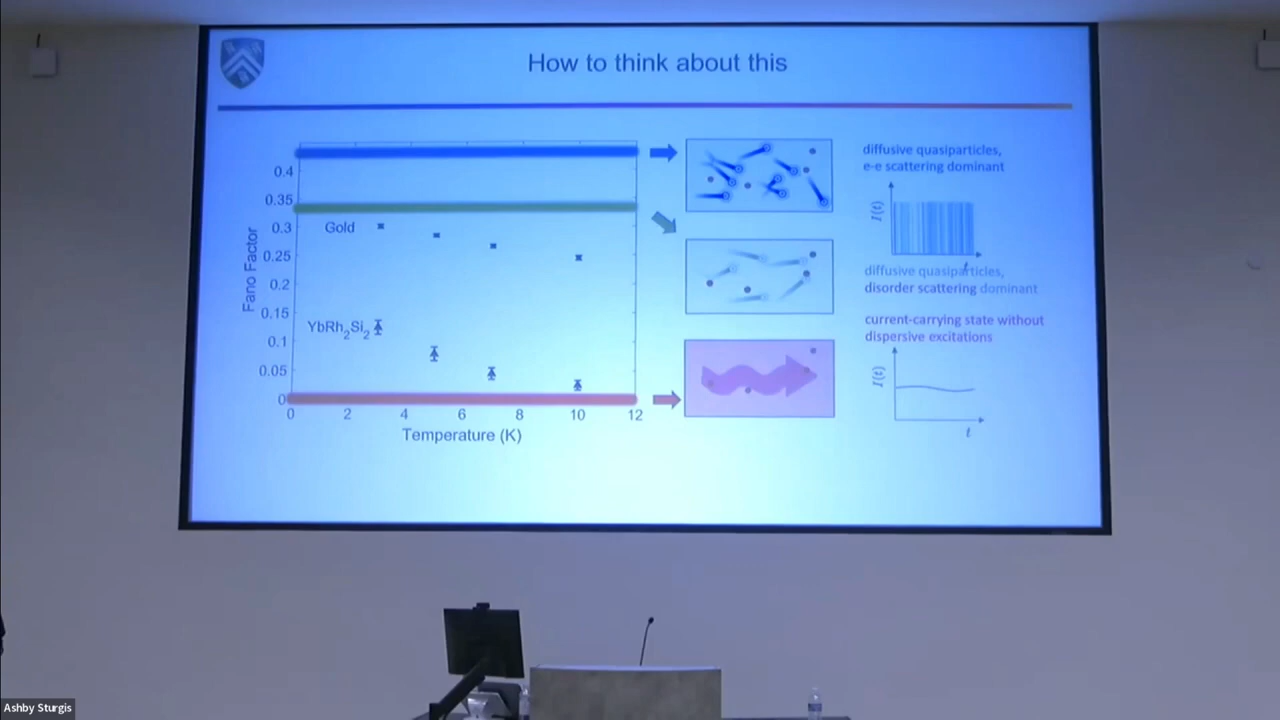 How to think about this
0.4
0.35
0.3
0.25
0.2
0.15
0.1
0.05
0
Fano Factor
Gold
YbRh2Si2
0 2 4 6 8 10 12
Temperature (K)
diffusive quasiparticles,
e-e scattering dominant
I(t)
t
diffusive quasiparticles,
disorder scattering dominant
current-carrying state without
dispersive excitations
I(t)
t
Ashby Sturgis